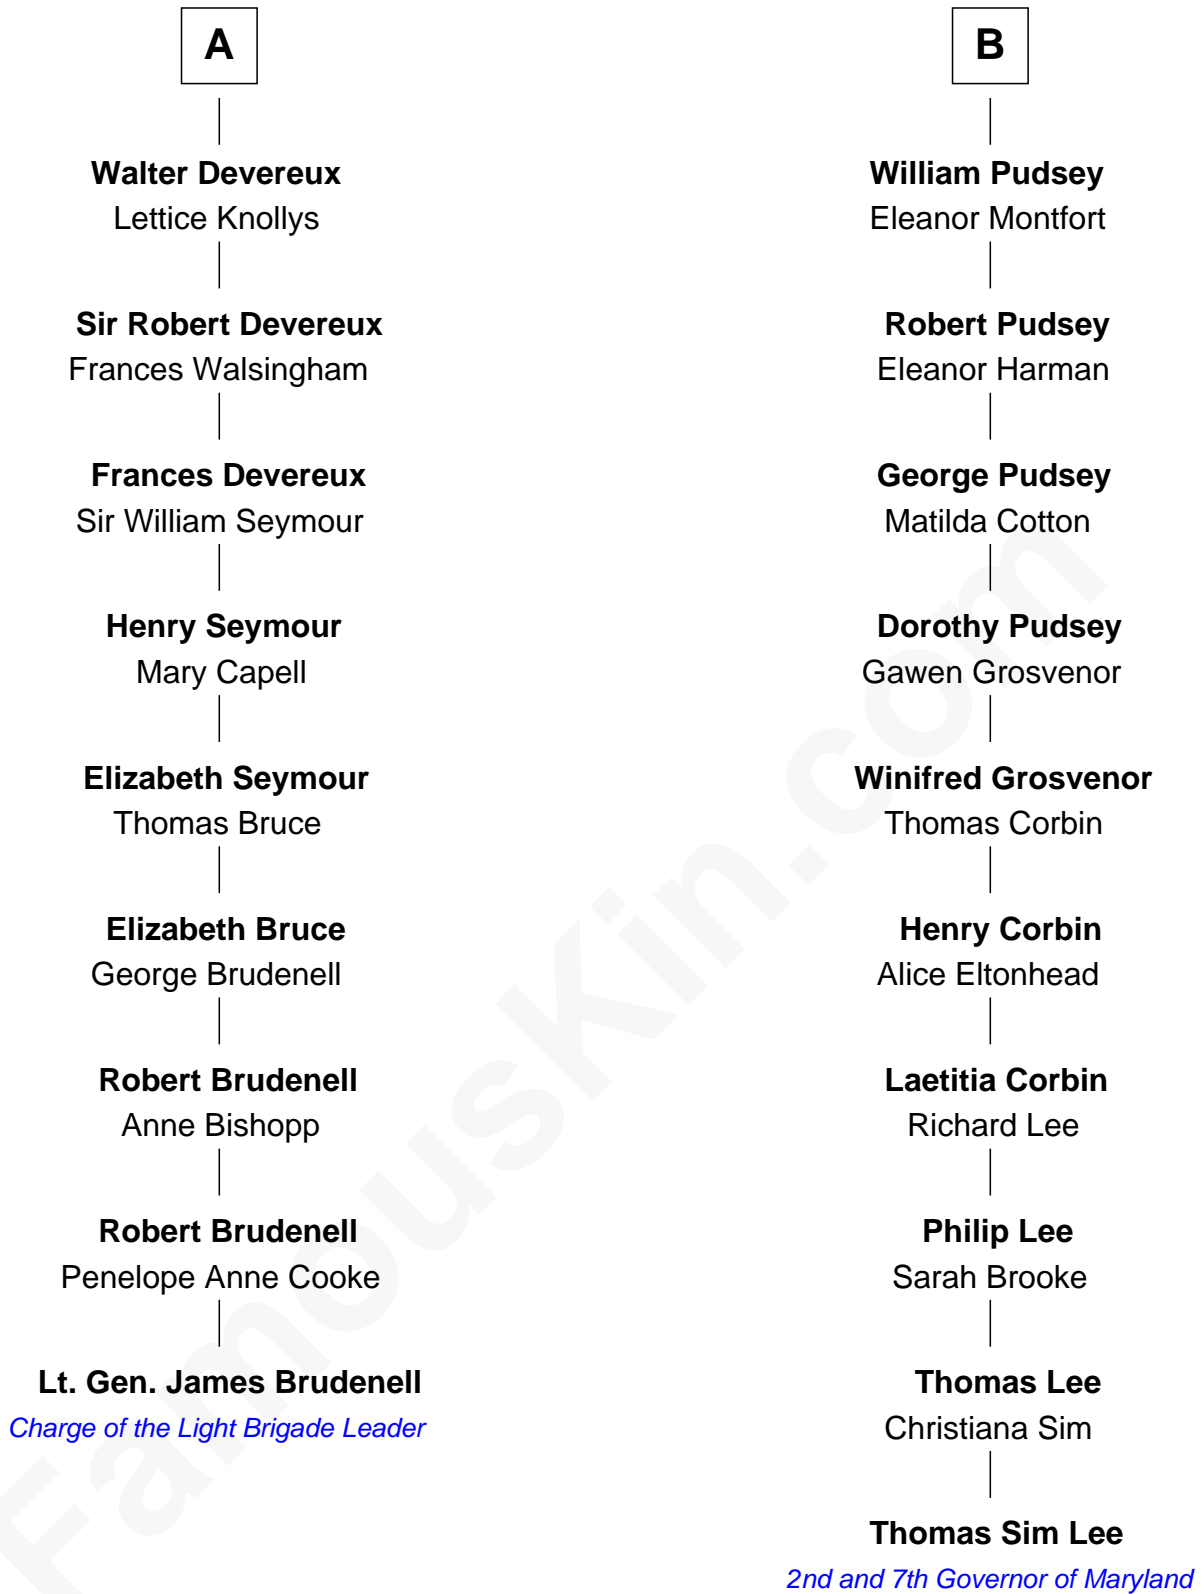 A
Walter Devereux
Lettice Knollys
Sir Robert Devereux
Frances Walsingham
Frances Devereux
Sir William Seymour
Henry Seymour
Mary Capell
Elizabeth Seymour
Thomas Bruce
Elizabeth Bruce
George Brudenell
Robert Brudenell
Anne Bishopp
Robert Brudenell
Penelope Anne Cooke
Lt. Gen. James Brudenell
Charge of the Light Brigade Leader
B
William Pudsey
Eleanor Montfort
Robert Pudsey
Eleanor Harman
George Pudsey
Matilda Cotton
Dorothy Pudsey
Gawen Grosvenor
Winifred Grosvenor
Thomas Corbin
Henry Corbin
Alice Eltonhead
Laetitia Corbin
Richard Lee
Philip Lee
Sarah Brooke
Thomas Lee
Christiana Sim
Thomas Sim Lee
2nd and 7th Governor of Maryland
FamousKin.com